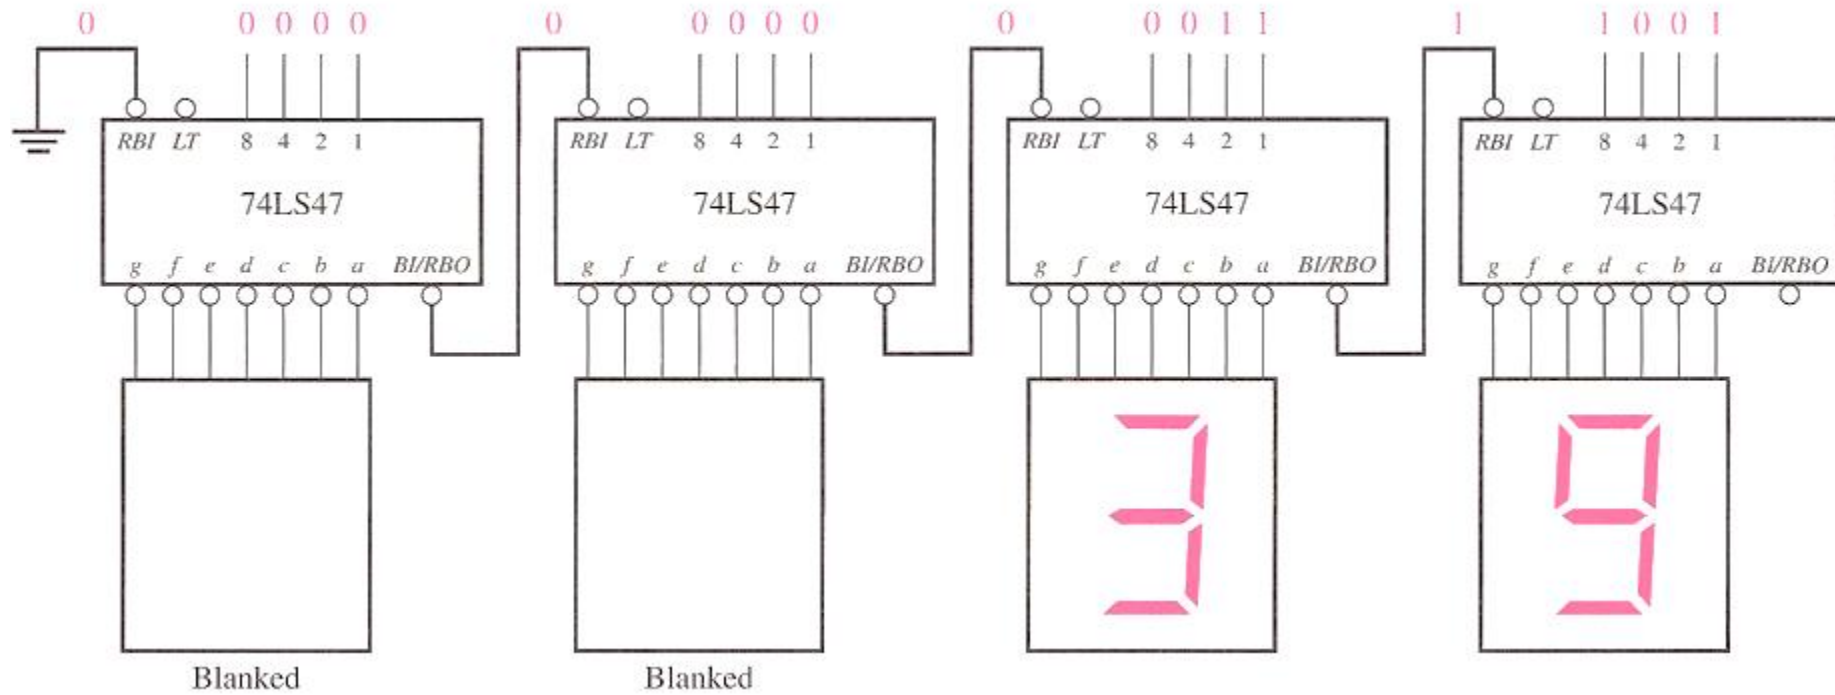 0 0 0 0 0 0 0 0 0 0 0 0 0 1 1 1 1 0 0 1
RBI LT 8 4 2 1 RBI LT 8 4 2 1 RBI LT 8 4 2 1 RBI LT 8 4 2 1
74LS47 74LS47 74LS47 74LS47
g f e d c b a BI/RBO g f e d c b a BI/RBO g f e d c b a BI/RBO g f e d c b a BI/RBO
3 9
Blanked Blanked